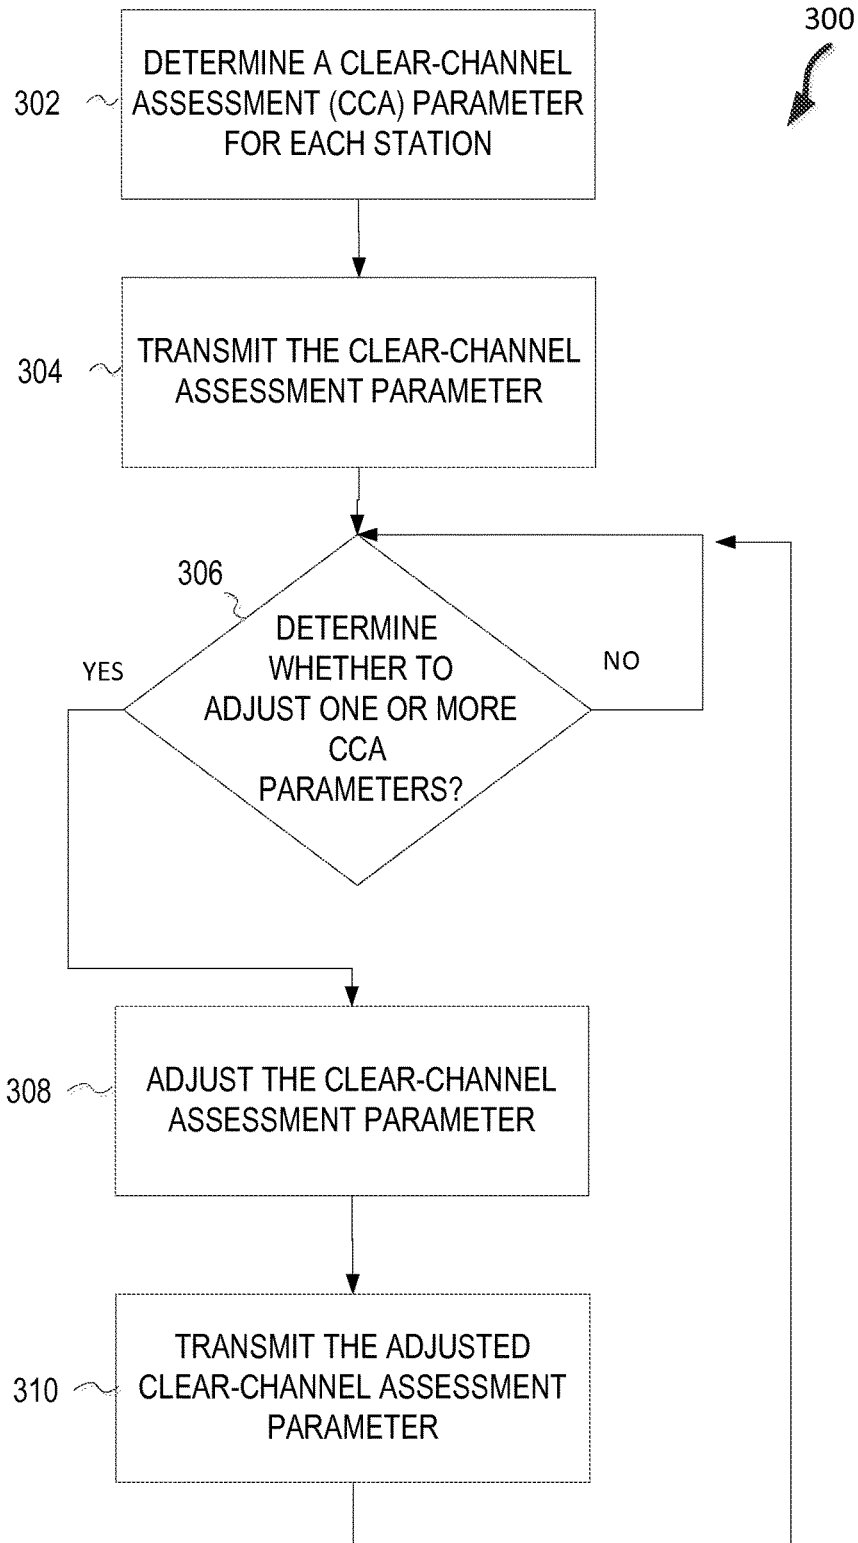 300
302
DETERMINE A CLEAR-CHANNEL
ASSESSMENT (CCA) PARAMETER
FOR EACH STATION
304
TRANSMIT THE CLEAR-CHANNEL
ASSESSMENT PARAMETER
306
DETERMINE
WHETHER TO
ADJUST ONE OR MORE
CCA
PARAMETERS?
YES
NO
308
ADJUST THE CLEAR-CHANNEL
ASSESSMENT PARAMETER
310
TRANSMIT THE ADJUSTED
CLEAR-CHANNEL ASSESSMENT
PARAMETER